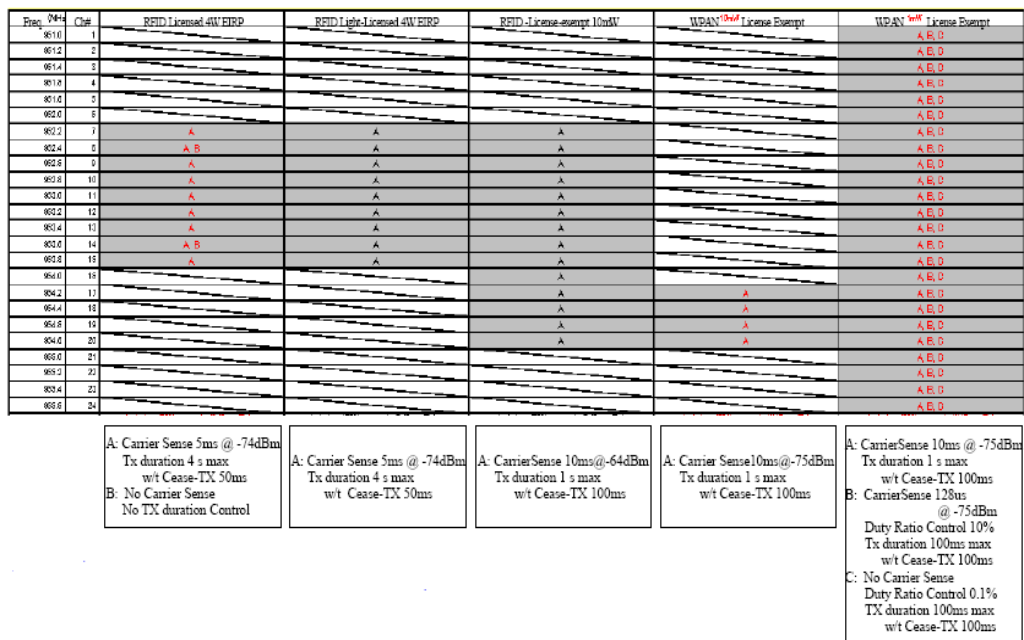 Freq (MHz Ch# RFID Licensed 4W EIRP RFID Light-Licensed 4W EIRP RFID -License-exempt 10mW WPAN 10mW License Exempt WPAN 1mW License Exempt
951.0 1 A, B, D
951.2 2 A, B, D
951.4 3 A, B, D
951.6 4 A, B, D
951.8 5 A, B, D
952.0 6 A, B, D
952.2 7 A A A A, B, D
952.4 8 A, B A A A, B, D
952.6 9 A A A A, B, D
952.8 10 A A A A, B, D
953.0 11 A A A A, B, D
953.2 12 A A A A, B, D
953.4 13 A A A A, B, D
953.6 14 A, B A A A, B, D
953.8 15 A A A A, B, D
954.0 16 A A, B, D
954.2 17 A A A, B, D
954.4 18 A A A, B, D
954.6 19 A A A, B, D
954.8 20 A A A, B, D
955.0 21 A, B, D
955.2 22 A, B, D
955.4 23 A, B, D
955.6 24 A, B, D
A: Carrier Sense 5ms @ -74dBm
Tx duration 4 s max
w/t Cease-TX 50ms
B: No Carrier Sense
No TX duration Control
A: Carrier Sense 5ms @ -74dBm
Tx duration 4 s max
w/t Cease-TX 50ms
A: CarrierSense 10ms@-64dBm
Tx duration 1 s max
w/t Cease-TX 100ms
A: Carrier Sense10ms@-75dBm
Tx duration 1 s max
w/t Cease-TX 100ms
A: CarrierSense 10ms @ -75dBm
Tx duration 1 s max
w/t Cease-TX 100ms
B: CarrierSense 128us
@ -75dBm
Duty Ratio Control 10%
Tx duration 100ms max
w/t Cease-TX 100ms
C: No Carrier Sense
Duty Ratio Control 0.1%
TX duration 100ms max
w/t Cease-TX 100ms